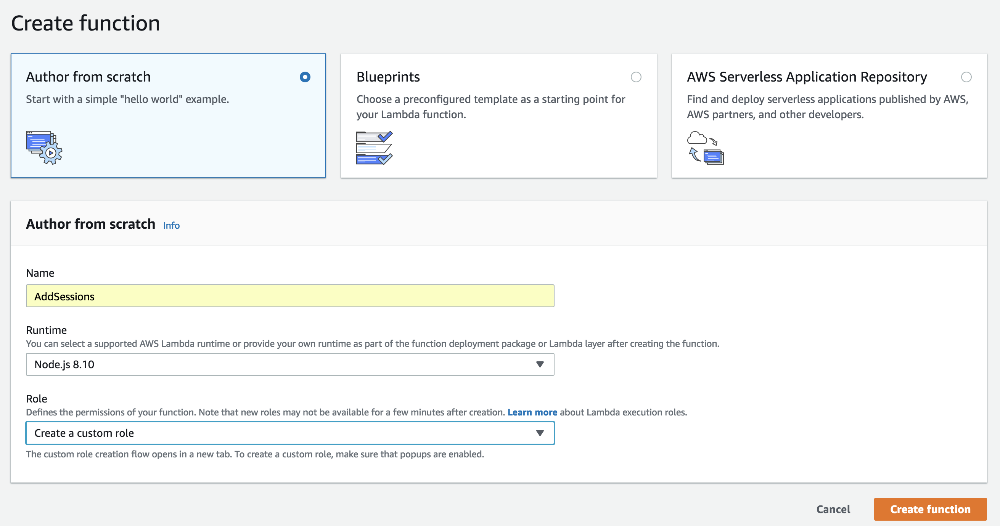 Create function
Author from scratch
Start with a simple "hello world" example.
Blueprints
Choose a preconfigured template as a starting point for
your Lambda function.
AWS Serverless Application Repository
Find and deploy serverless applications published by AWS,
AWS partners, and other developers.
Author from scratch Info
Name
AddSessions
Runtime
You can select a supported AWS Lambda runtime or provide your own runtime as part of the function deployment package or Lambda layer after creating the function.
Node.js 8.10
Role
Defines the permissions of your function. Note that new roles may not be available for a few minutes after creation. Learn more about Lambda execution roles.
Create a custom role
The custom role creation flow opens in a new tab. To create a custom role, make sure that popups are enabled.
Cancel Create function